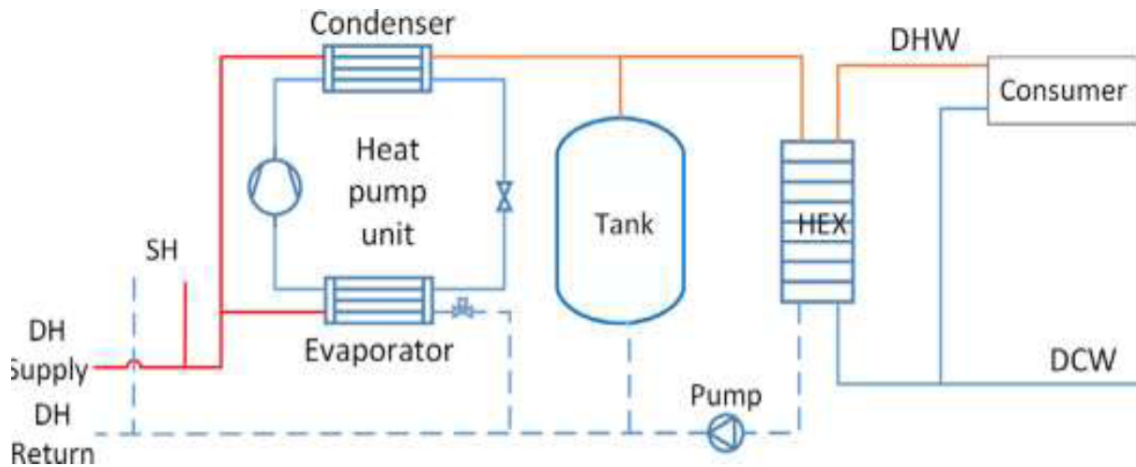 Condenser
DHW
Consumer
Heat
pump
unit
Tank
HEX
SH
Evaporator
DH
Supply
DCW
Pump
DH
Return